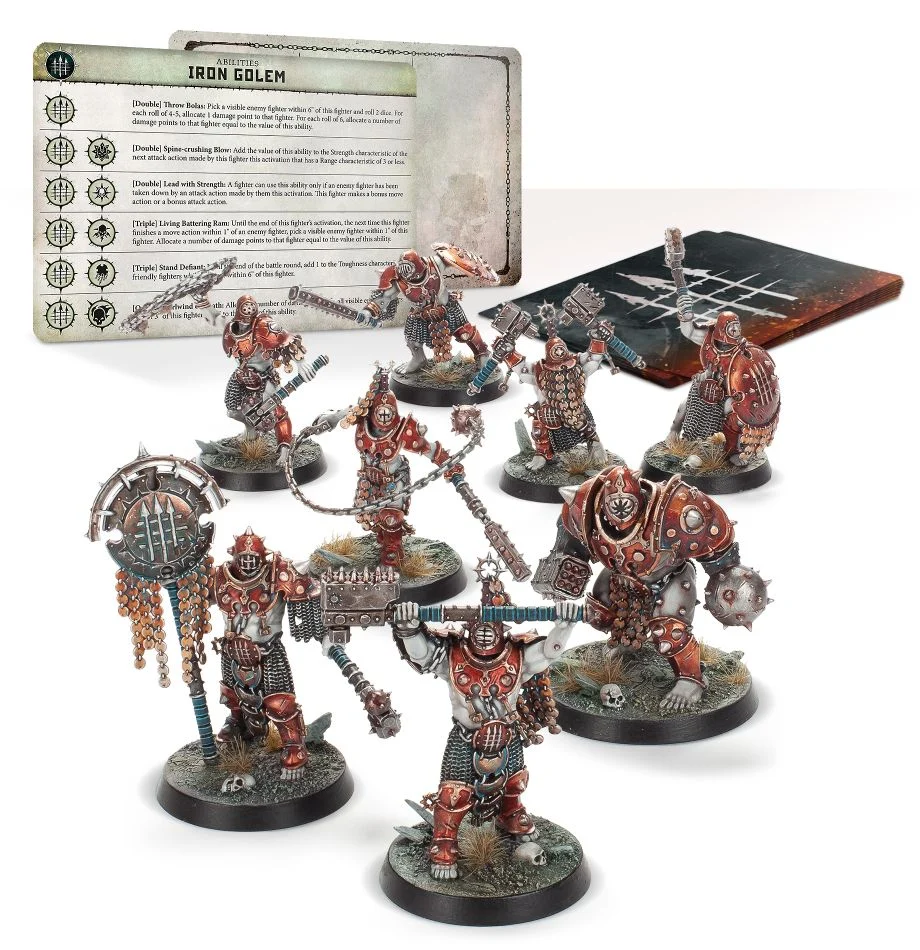 ABILITIES
IRON GOLEM
[Double] Throw Bolas: Pick a visible enemy fighter within 6" of this fighter and roll 2 dice. For
each roll of 4-5, allocate 1 damage point to that fighter. For each roll of 6, allocate a number of
damage points to that fighter equal to the value of this ability.
[Double] Spine-crushing Blow: Add the value of this ability to the Strength characteristic of the
next attack action made by this fighter this activation that has a Range characteristic of 3 or less.
[Double] Lead with Strength: A fighter can use this ability only if an enemy fighter has been
taken down by an attack action made by them this activation. This fighter makes a bonus move
action or a bonus attack action.
[Triple] Living Battering Ram: Until the end of this fighter's activation, the next time this fighter
finishes a move action within 1" of an enemy fighter, pick a visible enemy fighter within 1" of this
fighter. Allocate a number of damage points to that fighter equal to the value of this ability.
[Triple] Stand Defiant: end of the battle round, add 1 to the Toughness
friendly fighters within 6" of this fighter.
number of all visible
of this fighter of this ability.